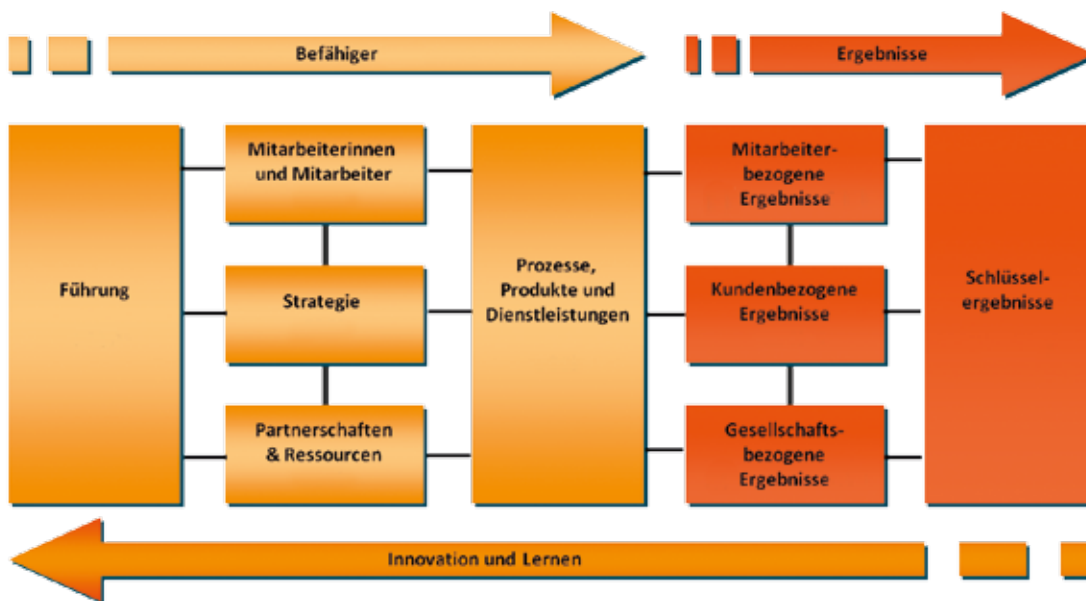 Befähiger
Ergebnisse
Führung
Mitarbeiterinnen
und Mitarbeiter
Strategie
Partnerschaften
& Ressourcen
Prozesse,
Produkte und
Dienstleistungen
Mitarbeiter-
bezogene
Ergebnisse
Kundenbezogene
Ergebnisse
Gesellschafts-
bezogene
Ergebnisse
Schlüssel-
ergebnisse
Innovation und Lernen